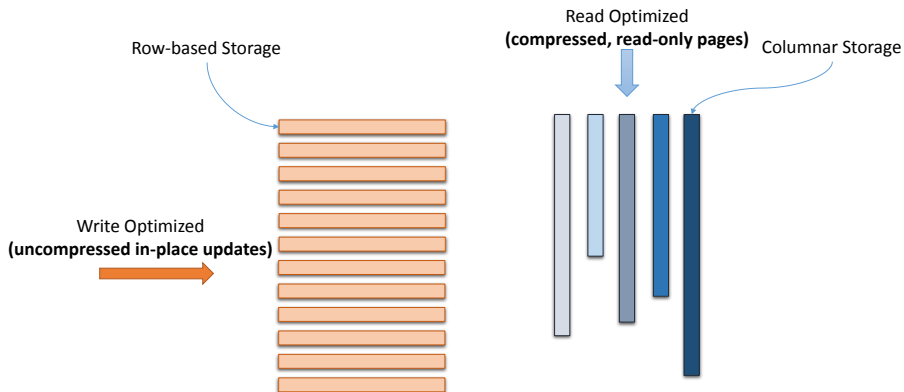 Row-based Storage
Write Optimized
(uncompressed in-place updates)
Read Optimized
(compressed, read-only pages)
Columnar Storage